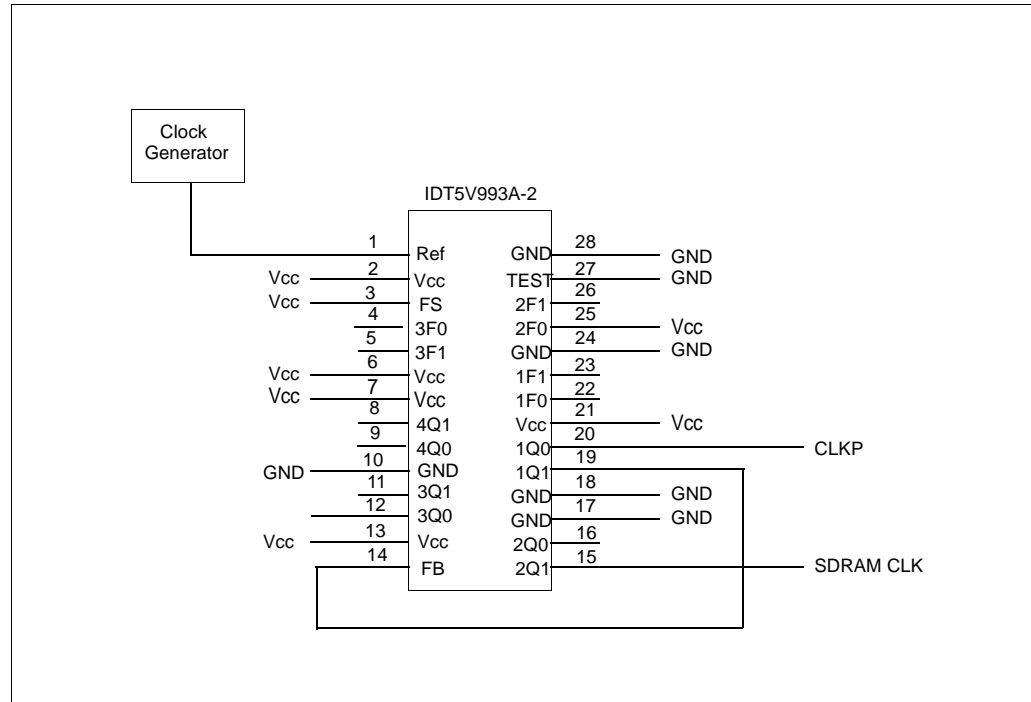 Clock
Generator
IDT5V993A-2
1
Ref
Vcc
2
Vcc
Vcc
3
FS
4
3F0
5
3F1
Vcc
6
Vcc
Vcc
7
Vcc
8
4Q1
9
4Q0
GND
10
GND
11
3Q1
12
3Q0
Vcc
13
Vcc
14
FB
GND
28
GND
TEST
27
GND
2F1
26
2F0
25
Vcc
GND
24
GND
1F1
23
1F0
22
Vcc
21
Vcc
1Q0
20
CLKP
1Q1
19
GND
18
GND
GND
17
GND
2Q0
16
2Q1
15
SDRAM CLK